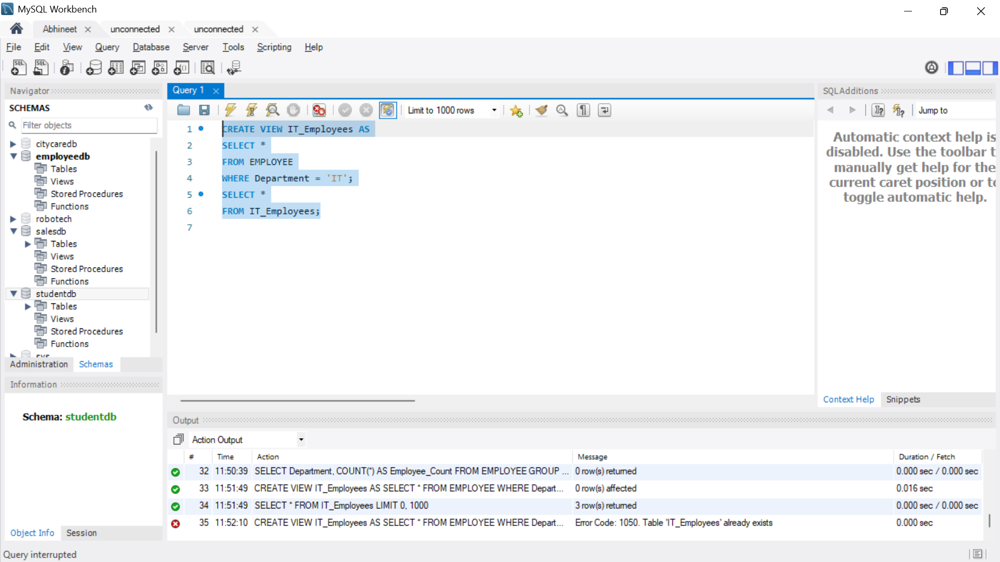 MySQL Workbench
Abhineet
unconnected
unconnected
File Edit View Query Database Server Tools Scripting Help
Navigator
SCHEMAS
Filter objects
citycaredb
employeedb
Tables
Views
Stored Procedures
Functions
robotech
salesdb
Tables
Views
Stored Procedures
Functions
studentdb
Tables
Views
Stored Procedures
Functions
sys
Administration Schemas
Information
Schema: studentdb
Object Info Session
Query interrupted
Query 1
Limit to 1000 rows
1 CREATE VIEW IT_Employees AS
2 SELECT *
3 FROM EMPLOYEE
4 WHERE Department = 'IT';
5 SELECT *
6 FROM IT_Employees;
7
SQLAdditions
Jump to
Automatic context help is
disabled. Use the toolbar t
manually get help for the
current caret position or to
toggle automatic help.
Context Help Snippets
Output
Action Output
# Time Action Message Duration / Fetch
32 11:50:39 SELECT Department, COUNT(*) AS Employee_Count FROM EMPLOYEE GROUP ... 0 row(s) returned 0.000 sec / 0.000 sec
33 11:51:49 CREATE VIEW IT_Employees AS SELECT * FROM EMPLOYEE WHERE Depart... 0 row(s) affected 0.016 sec
34 11:51:49 SELECT * FROM IT_Employees LIMIT 0, 1000 3 row(s) returned 0.000 sec / 0.000 sec
35 11:52:10 CREATE VIEW IT_Employees AS SELECT * FROM EMPLOYEE WHERE Depart... Error Code: 1050. Table 'IT_Employees' already exists 0.000 sec